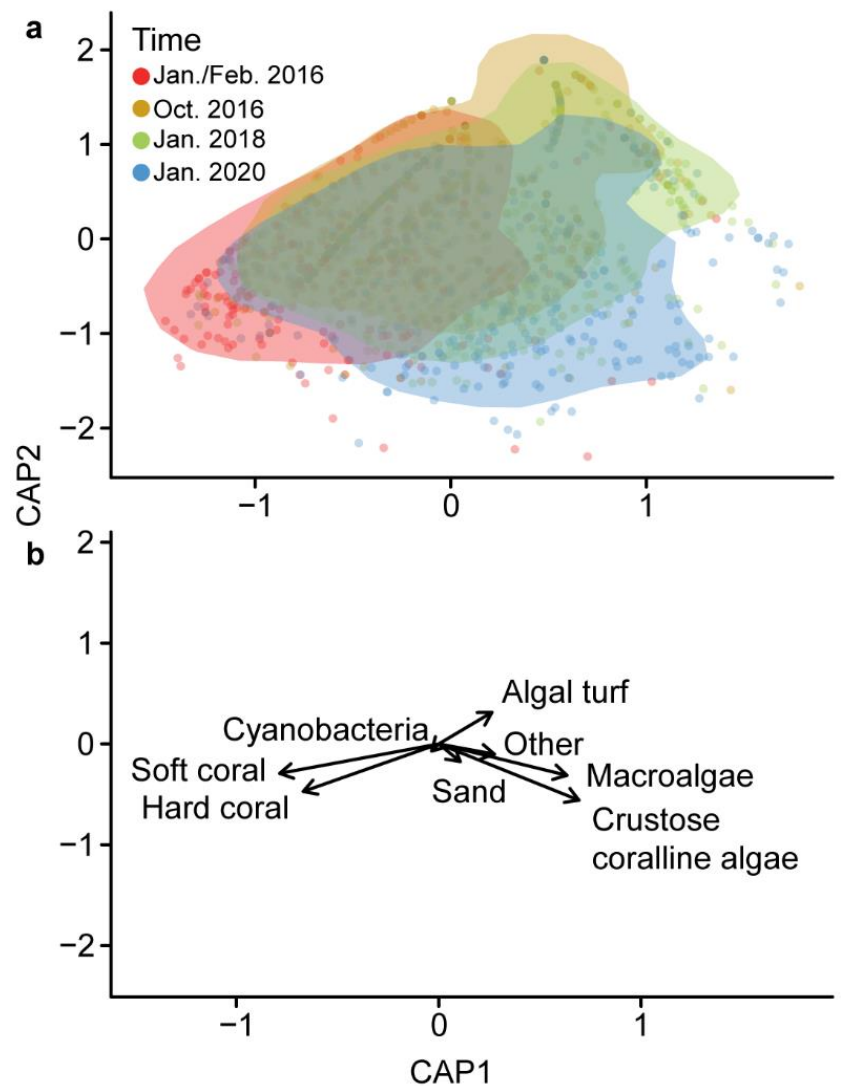 a
Time
Jan./Feb. 2016
Oct. 2016
Jan. 2018
Jan. 2020
2
1
0
−1
−2
−1
0
1
CAP2
b
2
1
0
−1
−2
Algal turf
Cyanobacteria
Other
Soft coral
Macroalgae
Hard coral
Sand
Crustose
coralline algae
−1
0
1
CAP1